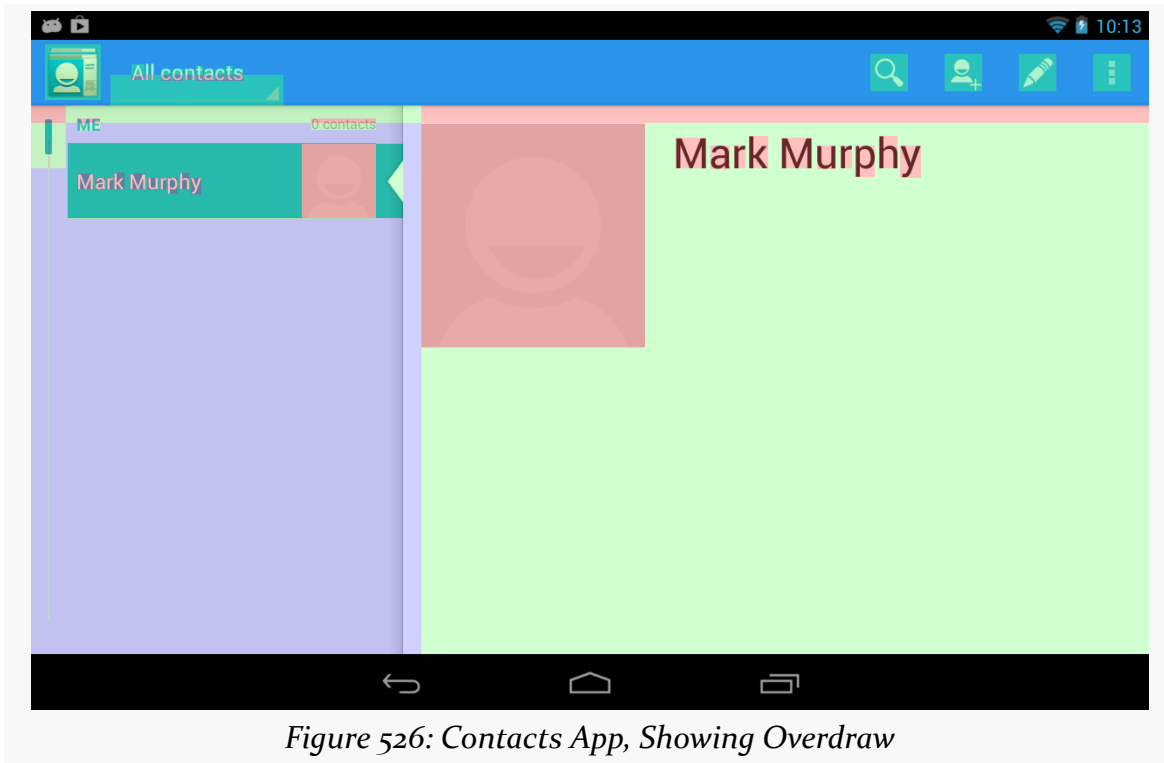 10:13
All contacts
ME 0 contacts
Mark Murphy
Mark Murphy
Figure 526: Contacts App, Showing Overdraw